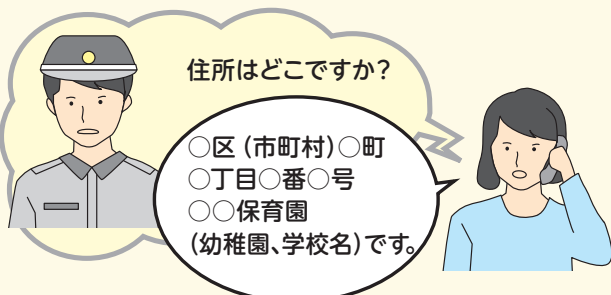 住所はどこですか?
○区(市町村)○町
○丁目○番○号
○○保育園
(幼稚園、学校名)です。